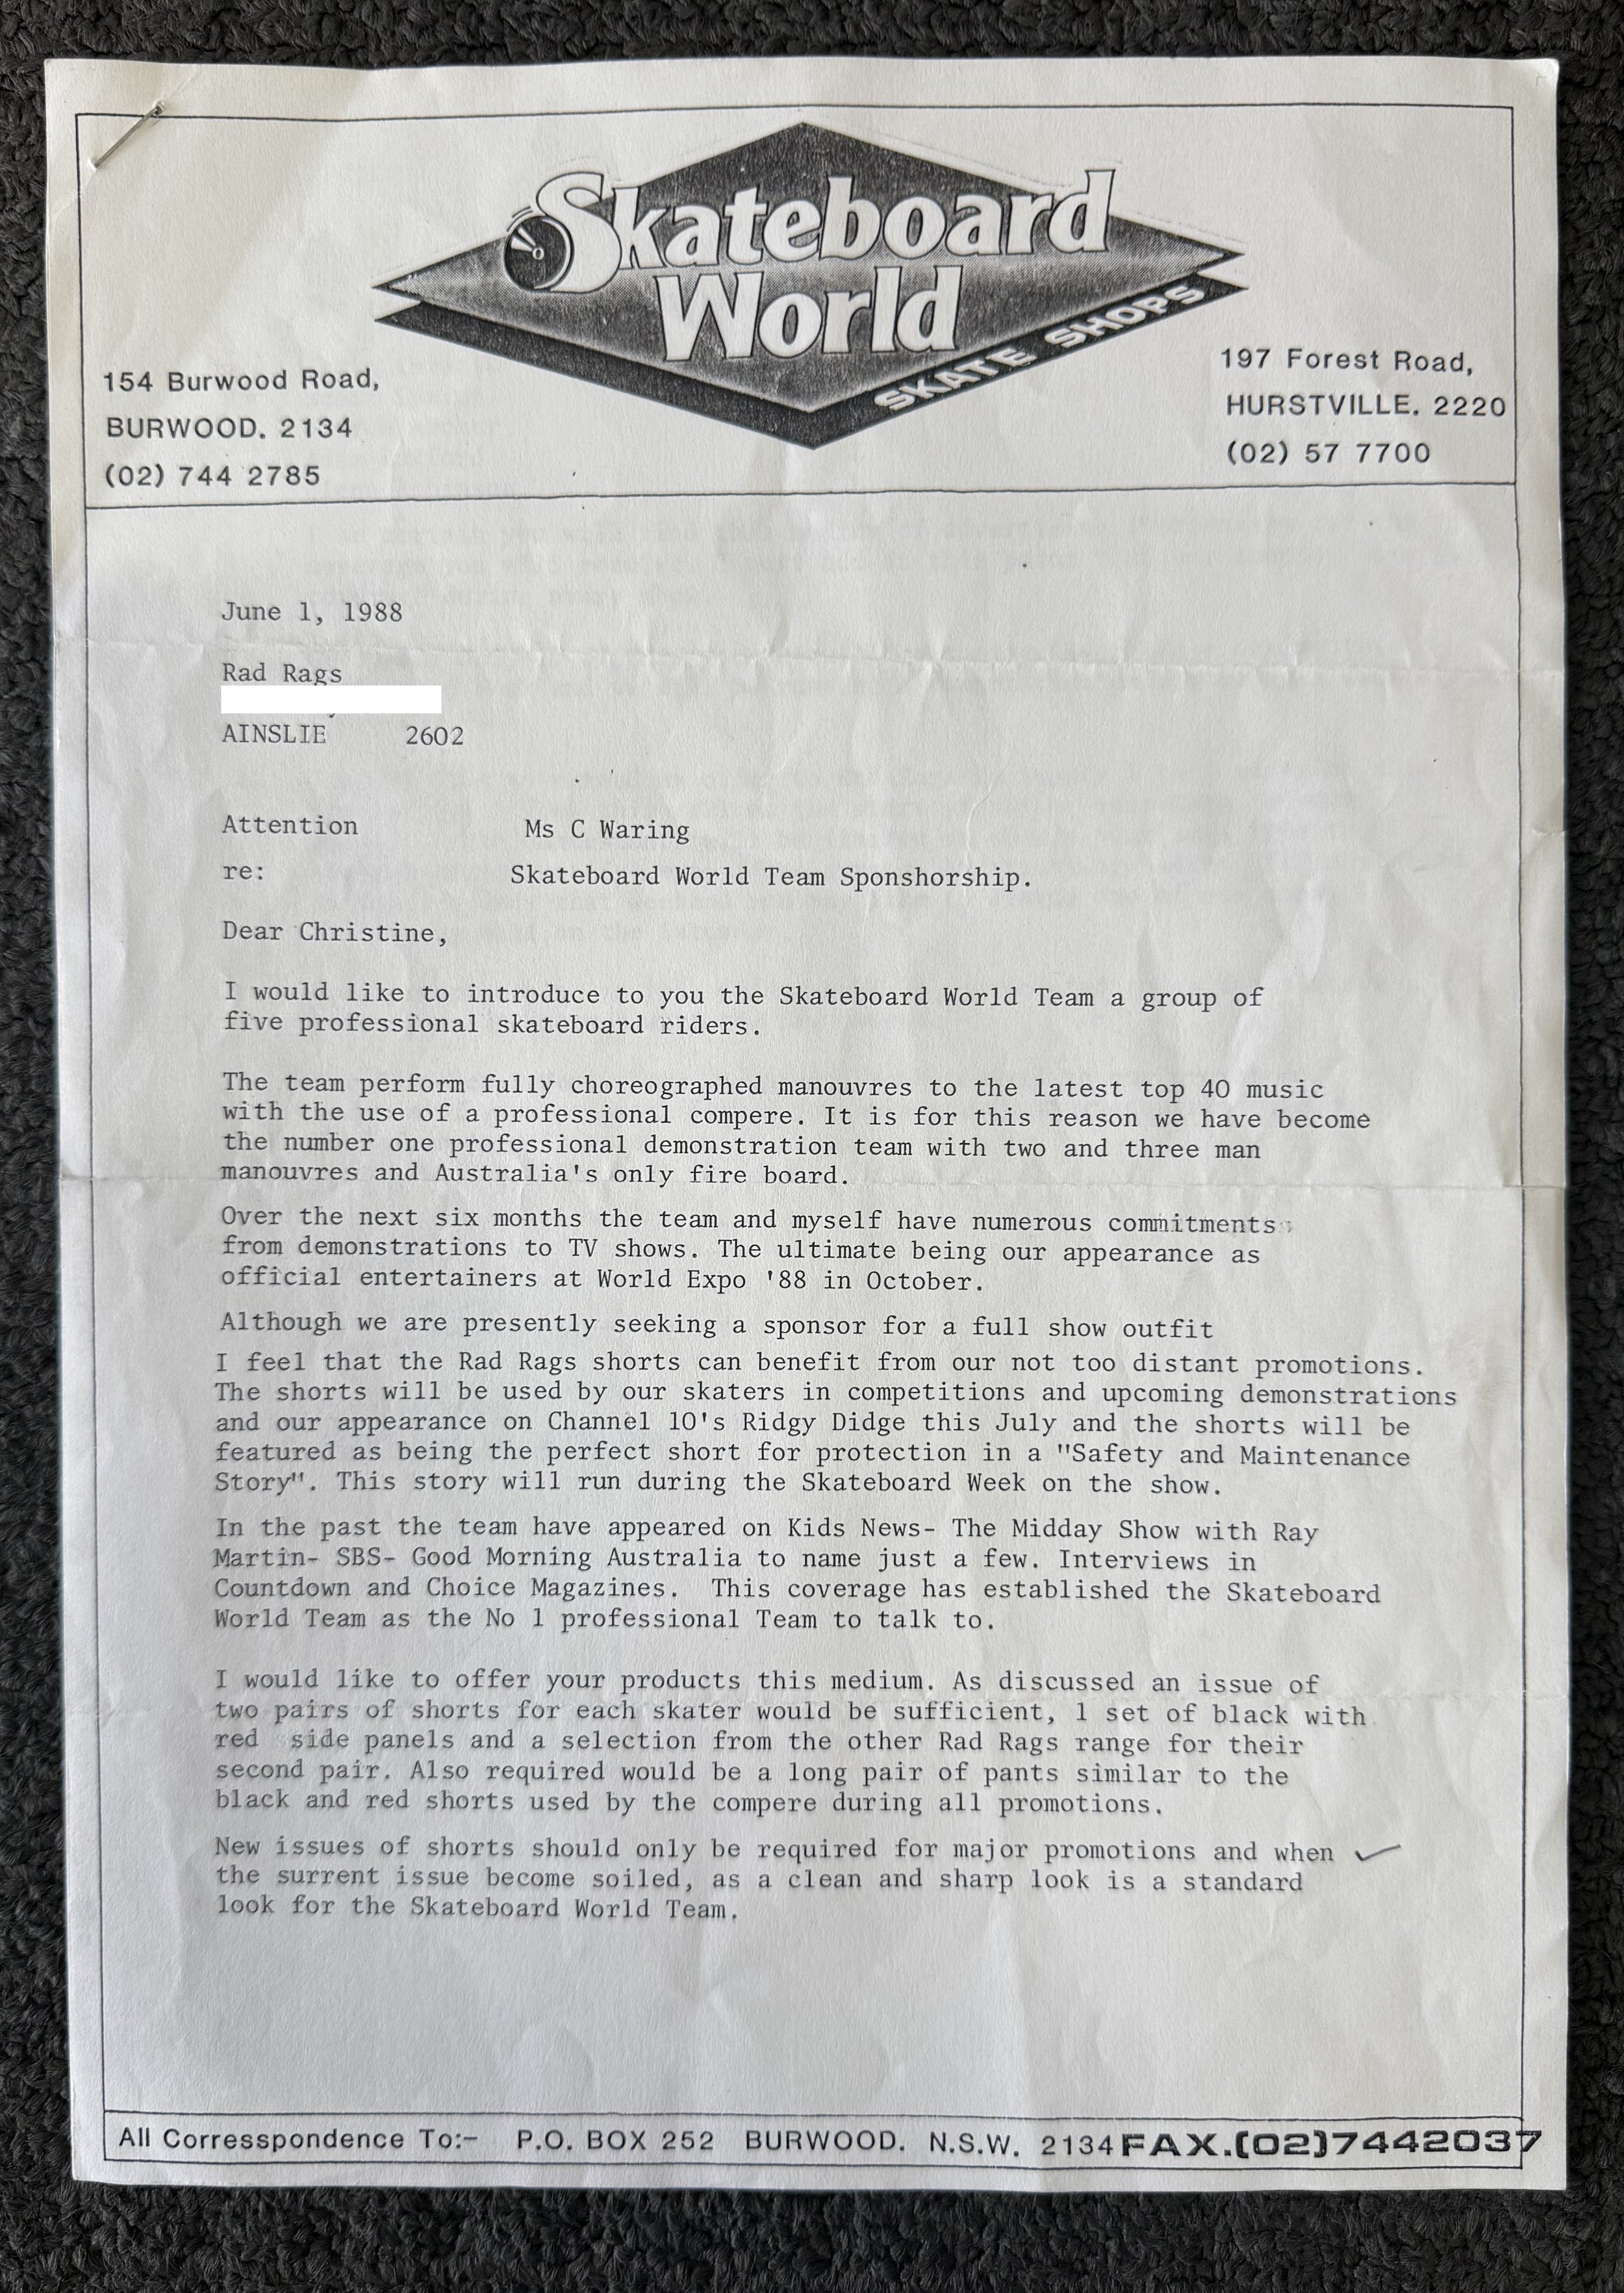 Skateboard
World
SKATE SHOPS
154 Burwood Road,
BURWOOD. 2134
(02) 744 2785
197 Forest Road,
HURSTVILLE. 2220
(02) 57 7700
June 1, 1988
Rad Rags
AINSLIE 2602
Attention Ms C Waring
re: Skateboard World Team Sponshorship.
Dear Christine,
I would like to introduce to you the Skateboard World Team a group of
five professional skateboard riders.
The team perform fully choreographed manouvres to the latest top 40 music
with the use of a professional compere. It is for this reason we have become
the number one professional demonstration team with two and three man
manouvres and Australia's only fire board.
Over the next six months the team and myself have numerous commitments
from demonstrations to TV shows. The ultimate being our appearance as
official entertainers at World Expo '88 in October.
Although we are presently seeking a sponsor for a full show outfit
I feel that the Rad Rags shorts can benefit from our not too distant promotions.
The shorts will be used by our skaters in competitions and upcoming demonstrations
and our appearance on Channel 10's Ridgy Didge this July and the shorts will be
featured as being the perfect short for protection in a "Safety and Maintenance
Story". This story will run during the Skateboard Week on the show.
In the past the team have appeared on Kids News- The Midday Show with Ray
Martin- SBS- Good Morning Australia to name just a few. Interviews in
Countdown and Choice Magazines. This coverage has established the Skateboard
World Team as the No 1 professional Team to talk to.
I would like to offer your products this medium. As discussed an issue of
two pairs of shorts for each skater would be sufficient, 1 set of black with
red side panels and a selection from the other Rad Rags range for their
second pair. Also required would be a long pair of pants similar to the
black and red shorts used by the compere during all promotions.
New issues of shorts should only be required for major promotions and when
the surrent issue become soiled, as a clean and sharp look is a standard
look for the Skateboard World Team.
All Corresspondence To:- P.O. BOX 252 BURWOOD. N.S.W. 2134 FAX.(02)7442037